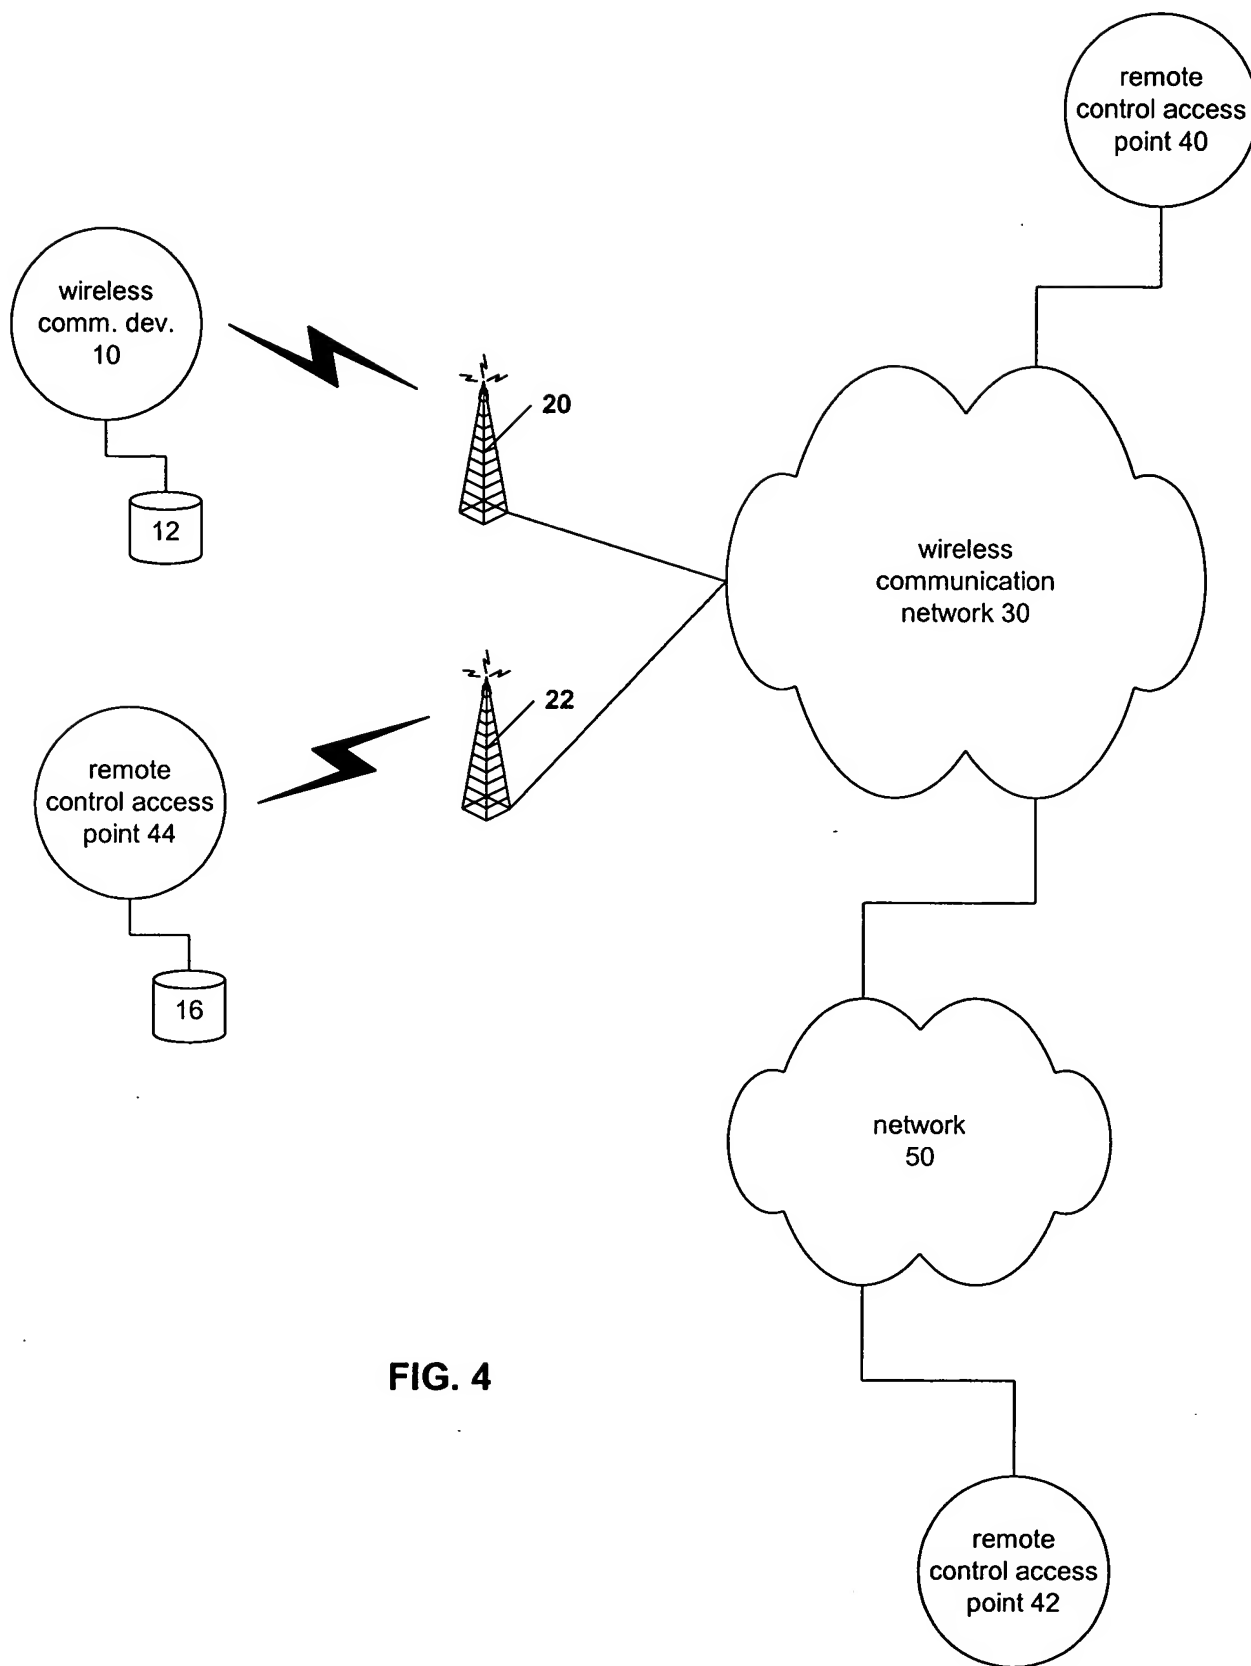 remote
control access
point 40
wireless
comm. dev.
10
20
12
wireless
communication
network 30
22
remote
control access
point 44
16
network
50
FIG. 4
remote
control access
point 42